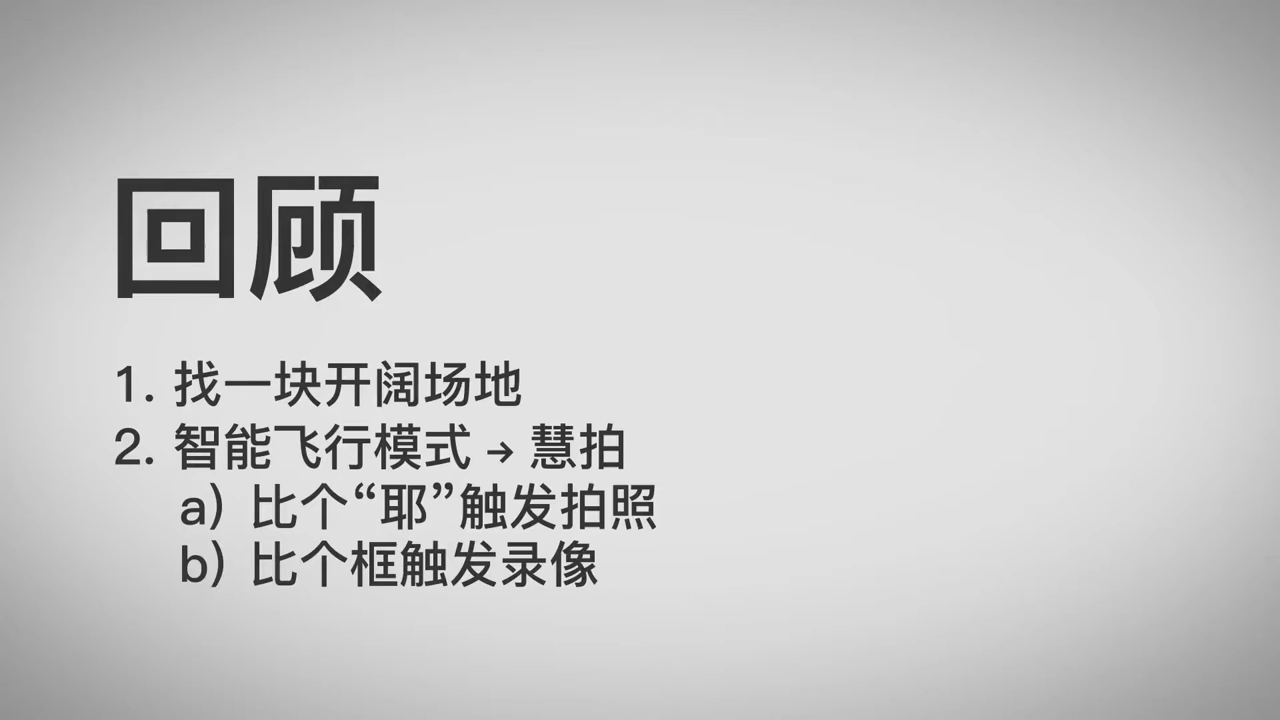 回顾
1. 找一块开阔场地
2. 智能飞行模式 → 慧拍
a) 比个“耶”触发拍照
b) 比个框触发录像